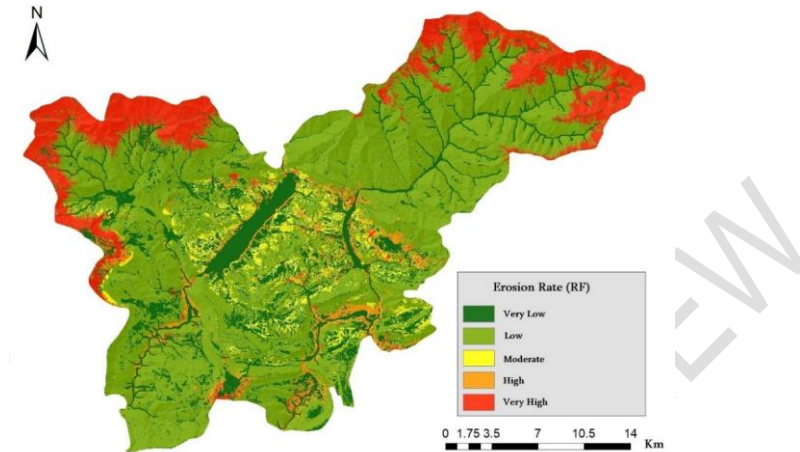 N
Erosion Rate (RF)
Very Low
Low
Moderate
High
Very High
0 1.75 3.5 7 10.5 14
Km
EW